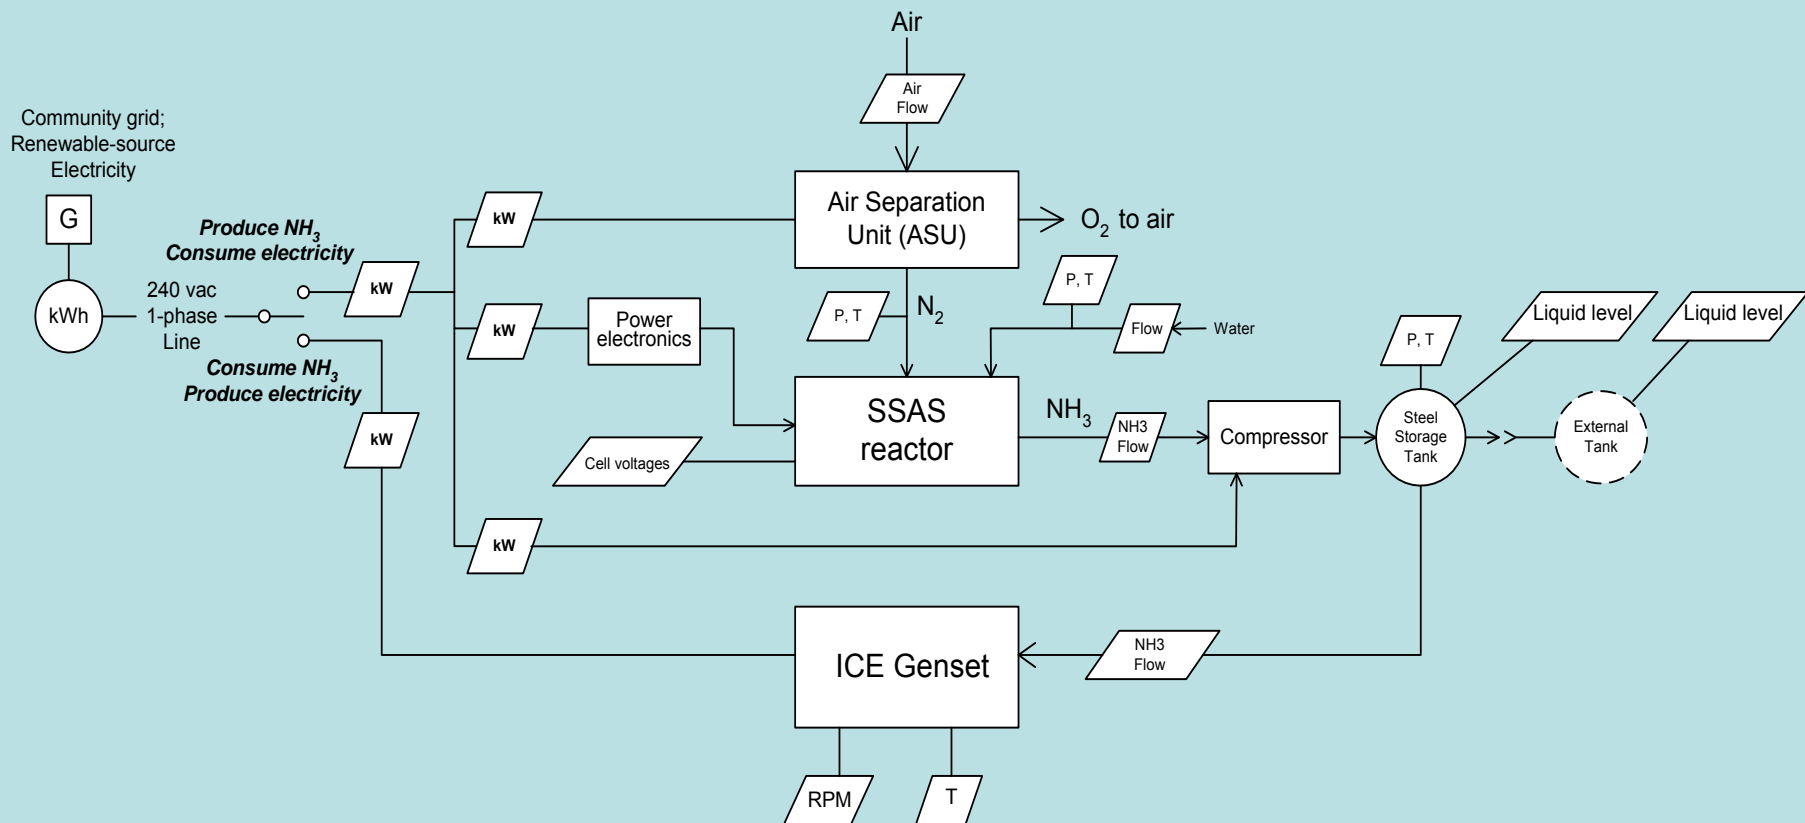 Air
Air
Flow
Community grid;
Renewable-source
Electricity
G
Produce NH3
Consume electricity
kW
Air Separation
Unit (ASU)
O2 to air
kWh
240 vac
1-phase
Line
kW
kW
Power
electronics
P, T
N2
P, T
Flow
Water
Liquid level
Liquid level
P, T
Consume NH3
Produce electricity
kW
Cell voltages
SSAS
reactor
NH3
NH3
Flow
Compressor
Steel
Storage
Tank
External
Tank
kW
ICE Genset
NH3
Flow
RPM
T